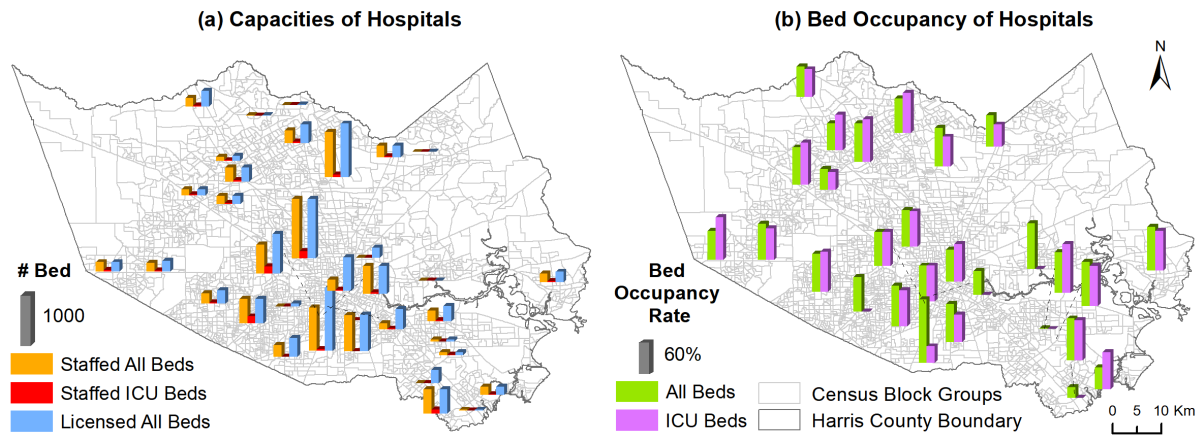 (a) Capacities of Hospitals
# Bed
1000
Staffed All Beds
Staffed ICU Beds
Licensed All Beds
(b) Bed Occupancy of Hospitals
N
Bed
Occupancy
Rate
60%
All Beds
ICU Beds
Census Block Groups
Harris County Boundary
0 5 10 Km